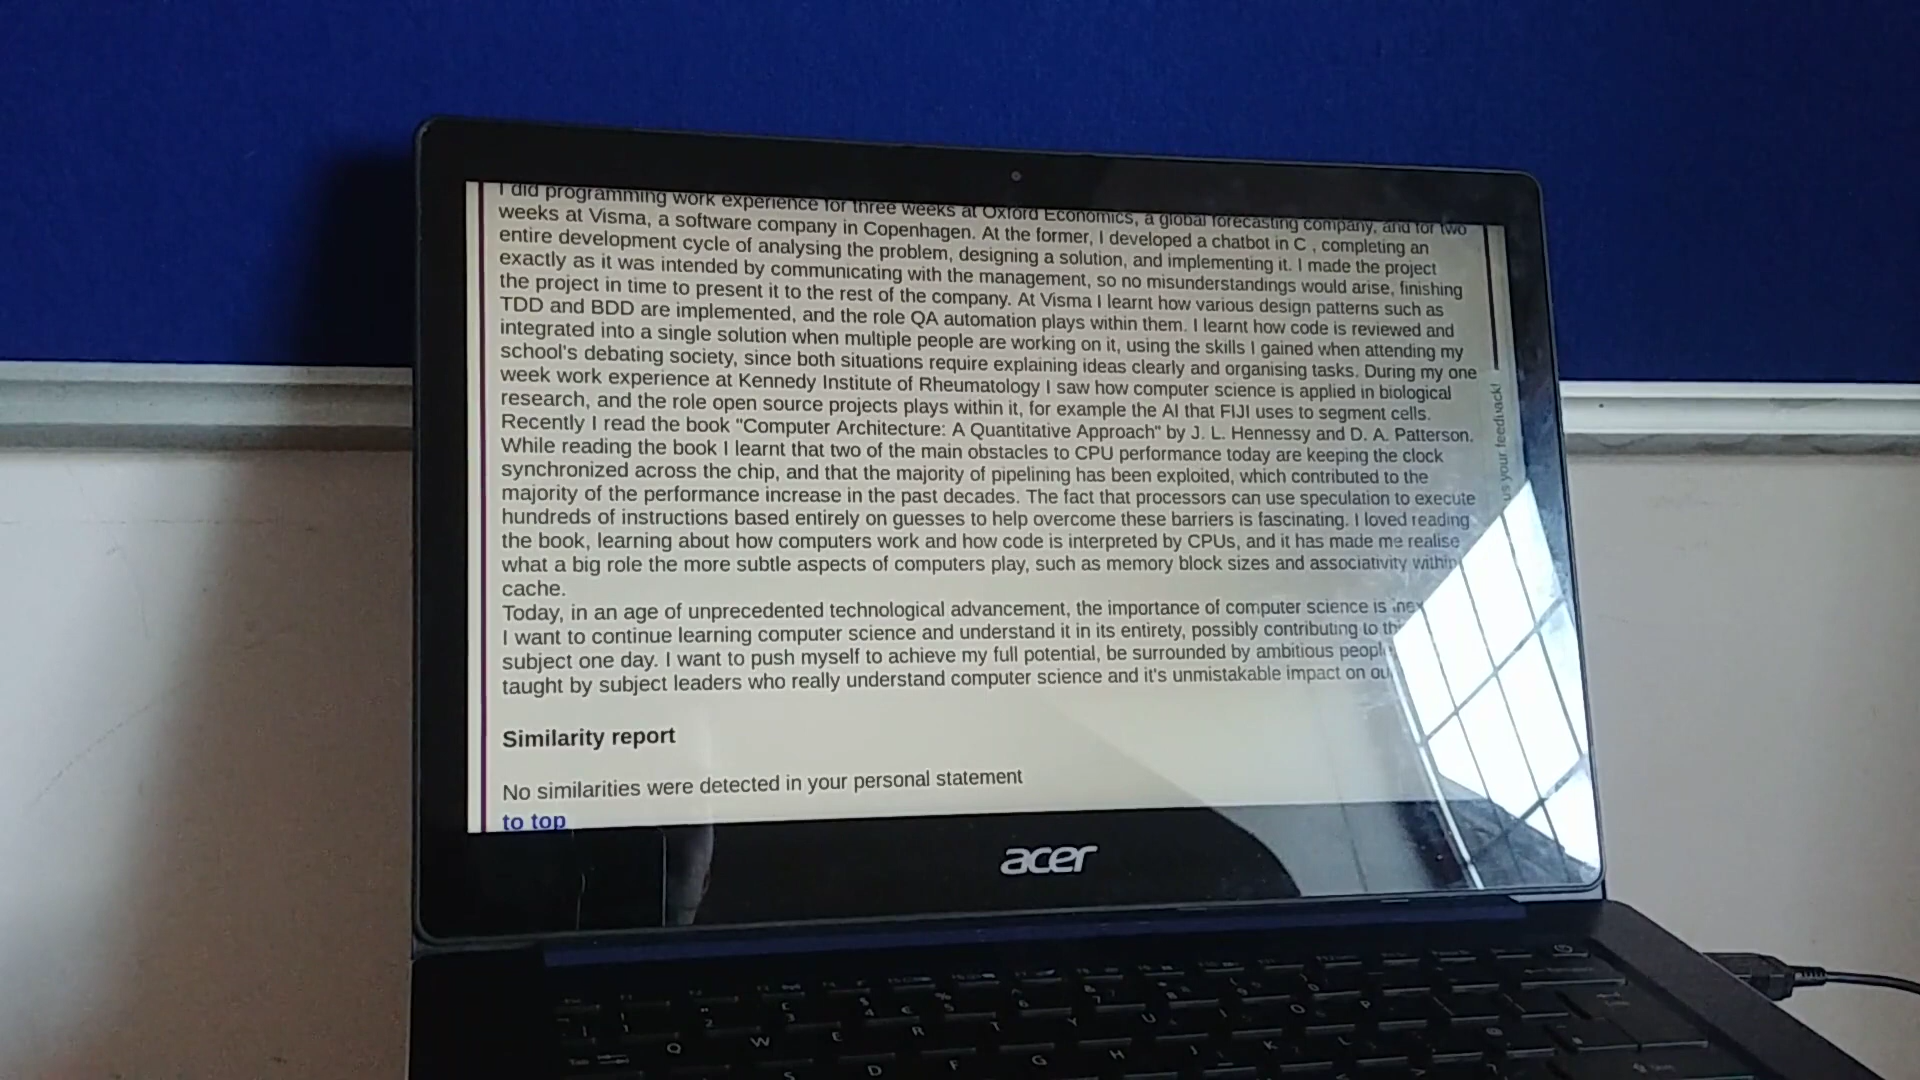 I did programming work experience for three weeks at Oxford Economics, a global forecasting company, and for two
weeks at Visma, a software company in Copenhagen. At the former, I developed a chatbot in C , completing an
entire development cycle of analysing the problem, designing a solution, and implementing it. I made the project
exactly as it was intended by communicating with the management, so no misunderstandings would arise, finishing
the project in time to present it to the rest of the company. At Visma I learnt how various design patterns such as
TDD and BDD are implemented, and the role QA automation plays within them. I learnt how code is reviewed and
integrated into a single solution when multiple people are working on it, using the skills I gained when attending my
school's debating society, since both situations require explaining ideas clearly and organising tasks. During my one
week work experience at Kennedy Institute of Rheumatology I saw how computer science is applied in biological
research, and the role open source projects plays within it, for example the AI that FIJI uses to segment cells.
Recently I read the book "Computer Architecture: A Quantitative Approach" by J. L. Hennessy and D. A. Patterson.
While reading the book I learnt that two of the main obstacles to CPU performance today are keeping the clock
synchronized across the chip, and that the majority of pipelining has been exploited, which contributed to the
majority of the performance increase in the past decades. The fact that processors can use speculation to execute
hundreds of instructions based entirely on guesses to help overcome these barriers is fascinating. I loved reading
the book, learning about how computers work and how code is interpreted by CPUs, and it has made me realise
what a big role the more subtle aspects of computers play, such as memory block sizes and associativity within
cache.
Today, in an age of unprecedented technological advancement, the importance of computer science is
I want to continue learning computer science and understand it in its entirety, possibly contributing to
subject one day. I want to push myself to achieve my full potential, be surrounded by ambitious
taught by subject leaders who really understand computer science and it's unmistakable impact on
Similarity report
No similarities were detected in your personal statement
to top
us your feedback!
acer
Q W E R T Y U I O P
S D F G H J K L